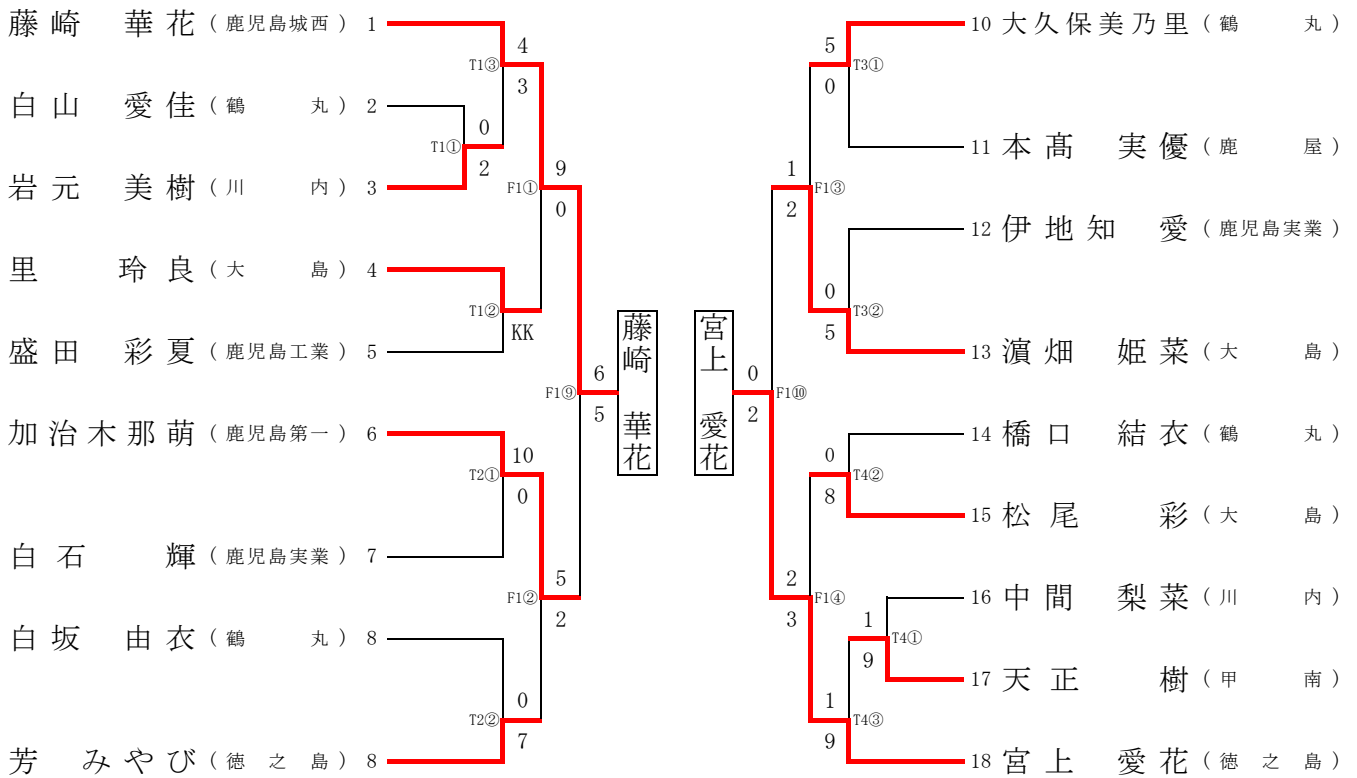 藤崎 華花（鹿児島城西）1
白山 愛佳（鶴 丸）2
岩元 美樹（川 内）3
里 玲良（大 島）4
盛田 彩夏（鹿児島工業）5
加治木那萌（鹿児島第一）6
白石 輝（鹿児島実業）7
白坂 由衣（鶴 丸）8
芳 みやび（徳之島）8
T1③
4
3
T1①
0
2
F1①
9
0
T1②
KK
F1⑨
6
5
T2①
10
0
F1②
5
2
T2②
0
7
藤崎 華花
宮上 愛花
0
2
F1⑩
1
2
F1③
5
0
T3①
0
5
T3②
0
8
T4②
2
3
F1④
1
9
T4①
1
9
T4③
10 大久保美乃里（鶴 丸）
11 本髙 実優（鹿 屋）
12 伊地知 愛（鹿児島実業）
13 濵畑 姫菜（大 島）
14 橋口 結衣（鶴 丸）
15 松尾 彩（大 島）
16 中間 梨菜（川 内）
17 天正 樹（甲 南）
18 宮上 愛花（徳之島）